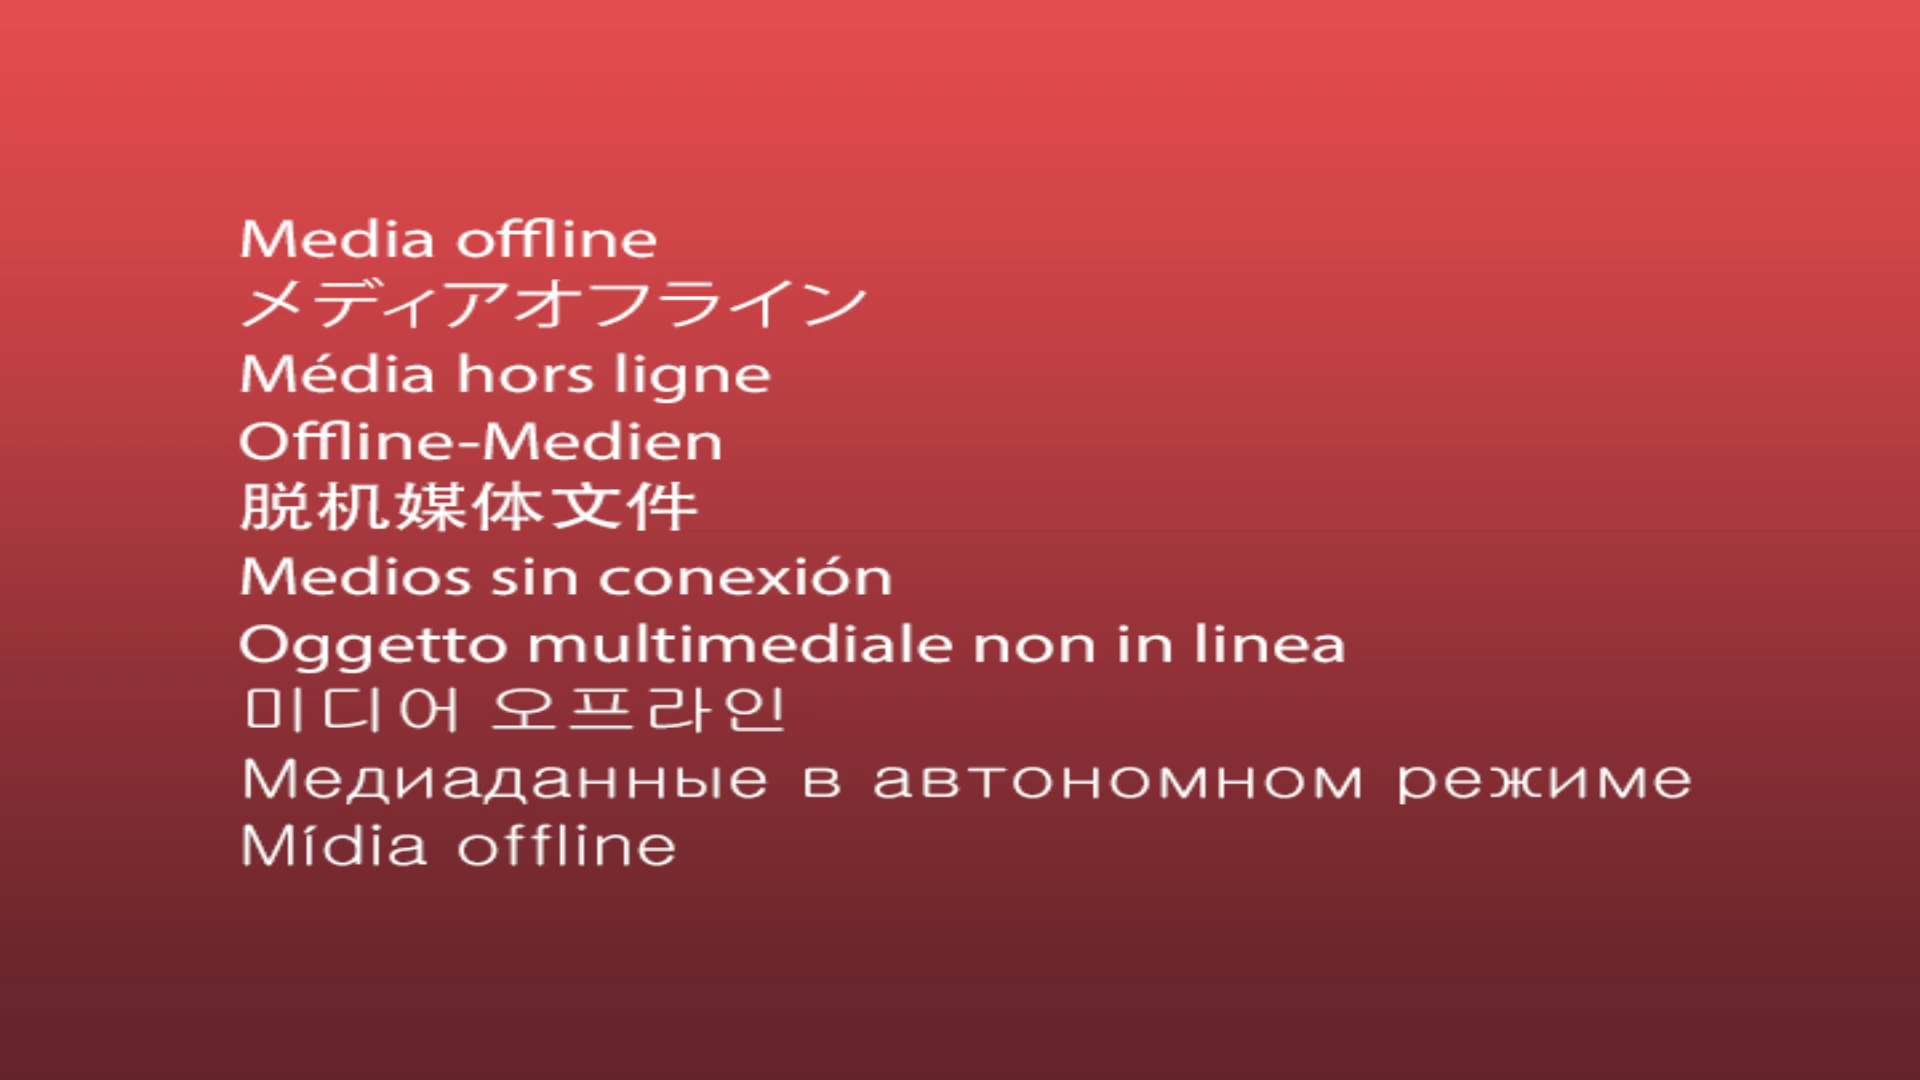 Media offline
メディアオフライン
Média hors ligne
Offline-Medien
脱机媒体文件
Medios sin conexión
Oggetto multimediale non in linea
미디어 오프라인
Медиаданные в автономном режиме
Mídia offline